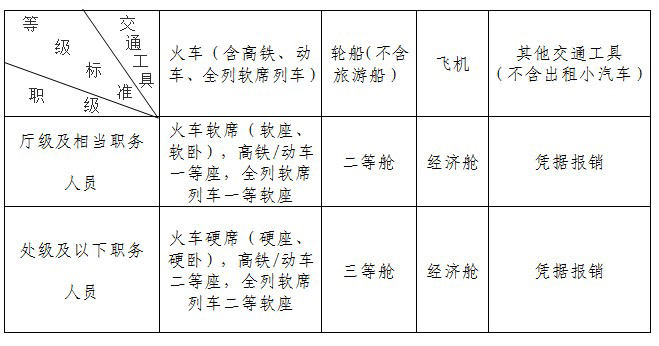 等级标准
交通工具
职级
火车（含高铁、动
车、全列软席列车）
轮船(不含
旅游船）
飞机
其他交通工具
（不含出租小汽车）
厅级及相当职务
人员
火车软席（软座、
软卧），高铁/动车
一等座，全列软席
列车一等软座
二等舱
经济舱
凭据报销
处级及以下职务
人员
火车硬席（硬座、
硬卧），高铁/动车
二等座，全列软席
列车二等软座
三等舱
经济舱
凭据报销